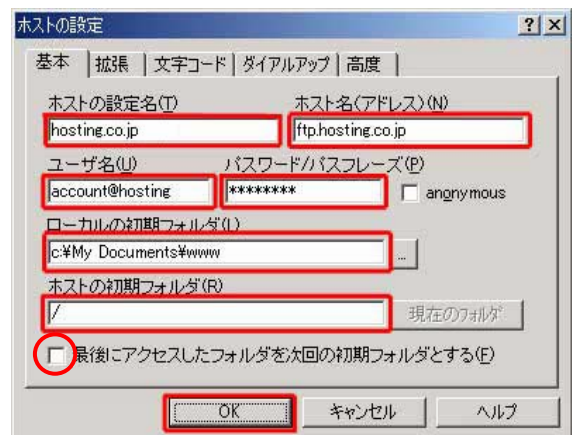 ホストの設定
基本 拡張 文字コード ダイアルアップ 高度
ホストの設定名(T) ホスト名(アドレス)(N)
hosting.co.jp ftp.hosting.co.jp
ユーザ名(U) パスワード/パスフレーズ(P)
account@hosting ******** anonymous
ローカルの初期フォルダ(L)
c:¥My Documents¥www ...
ホストの初期フォルダ(R)
/ 現在のフォルダ
最後にアクセスしたフォルダを次回の初期フォルダとする(F)
OK キャンセル ヘルプ